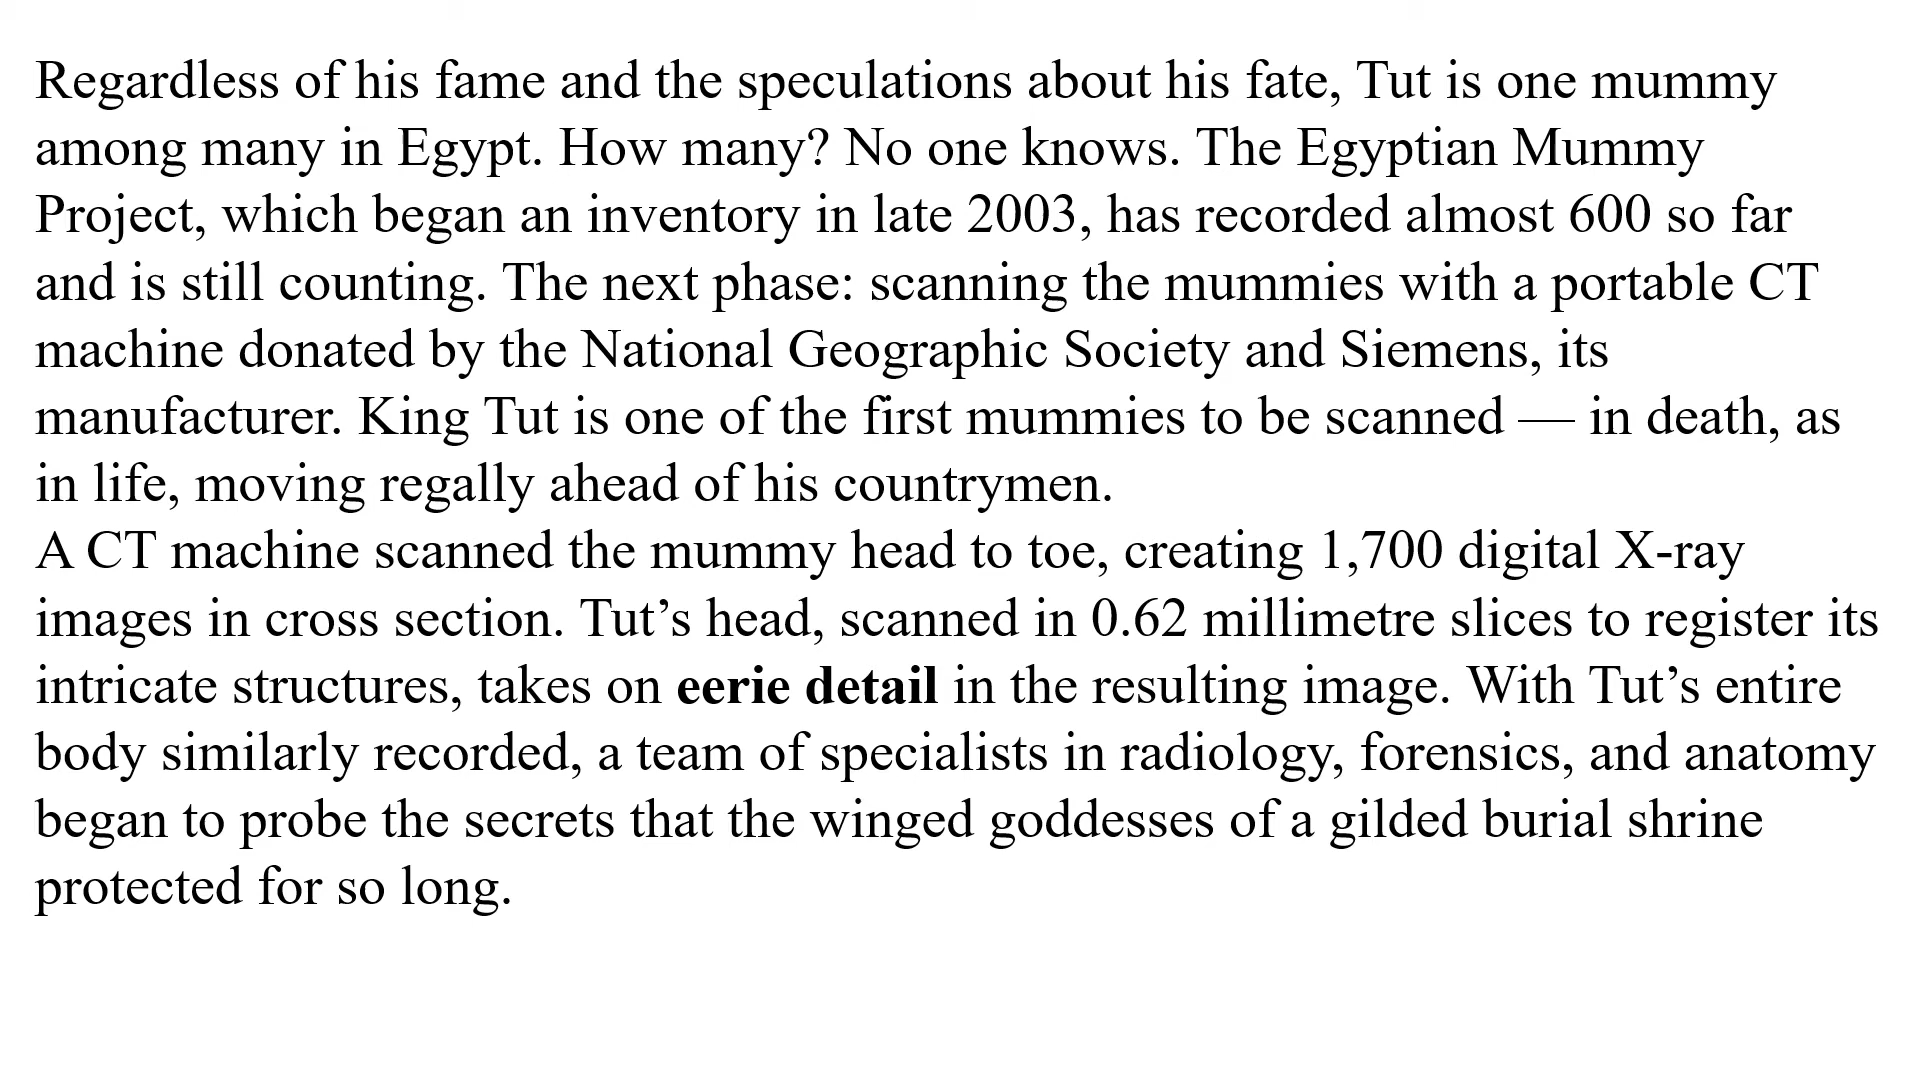 Regardless of his fame and the speculations about his fate, Tut is one mummy
among many in Egypt. How many? No one knows. The Egyptian Mummy
Project, which began an inventory in late 2003, has recorded almost 600 so far
and is still counting. The next phase: scanning the mummies with a portable CT
machine donated by the National Geographic Society and Siemens, its
manufacturer. King Tut is one of the first mummies to be scanned — in death, as
in life, moving regally ahead of his countrymen.
A CT machine scanned the mummy head to toe, creating 1,700 digital X-ray
images in cross section. Tut’s head, scanned in 0.62 millimetre slices to register its
intricate structures, takes on eerie detail in the resulting image. With Tut’s entire
body similarly recorded, a team of specialists in radiology, forensics, and anatomy
began to probe the secrets that the winged goddesses of a gilded burial shrine
protected for so long.